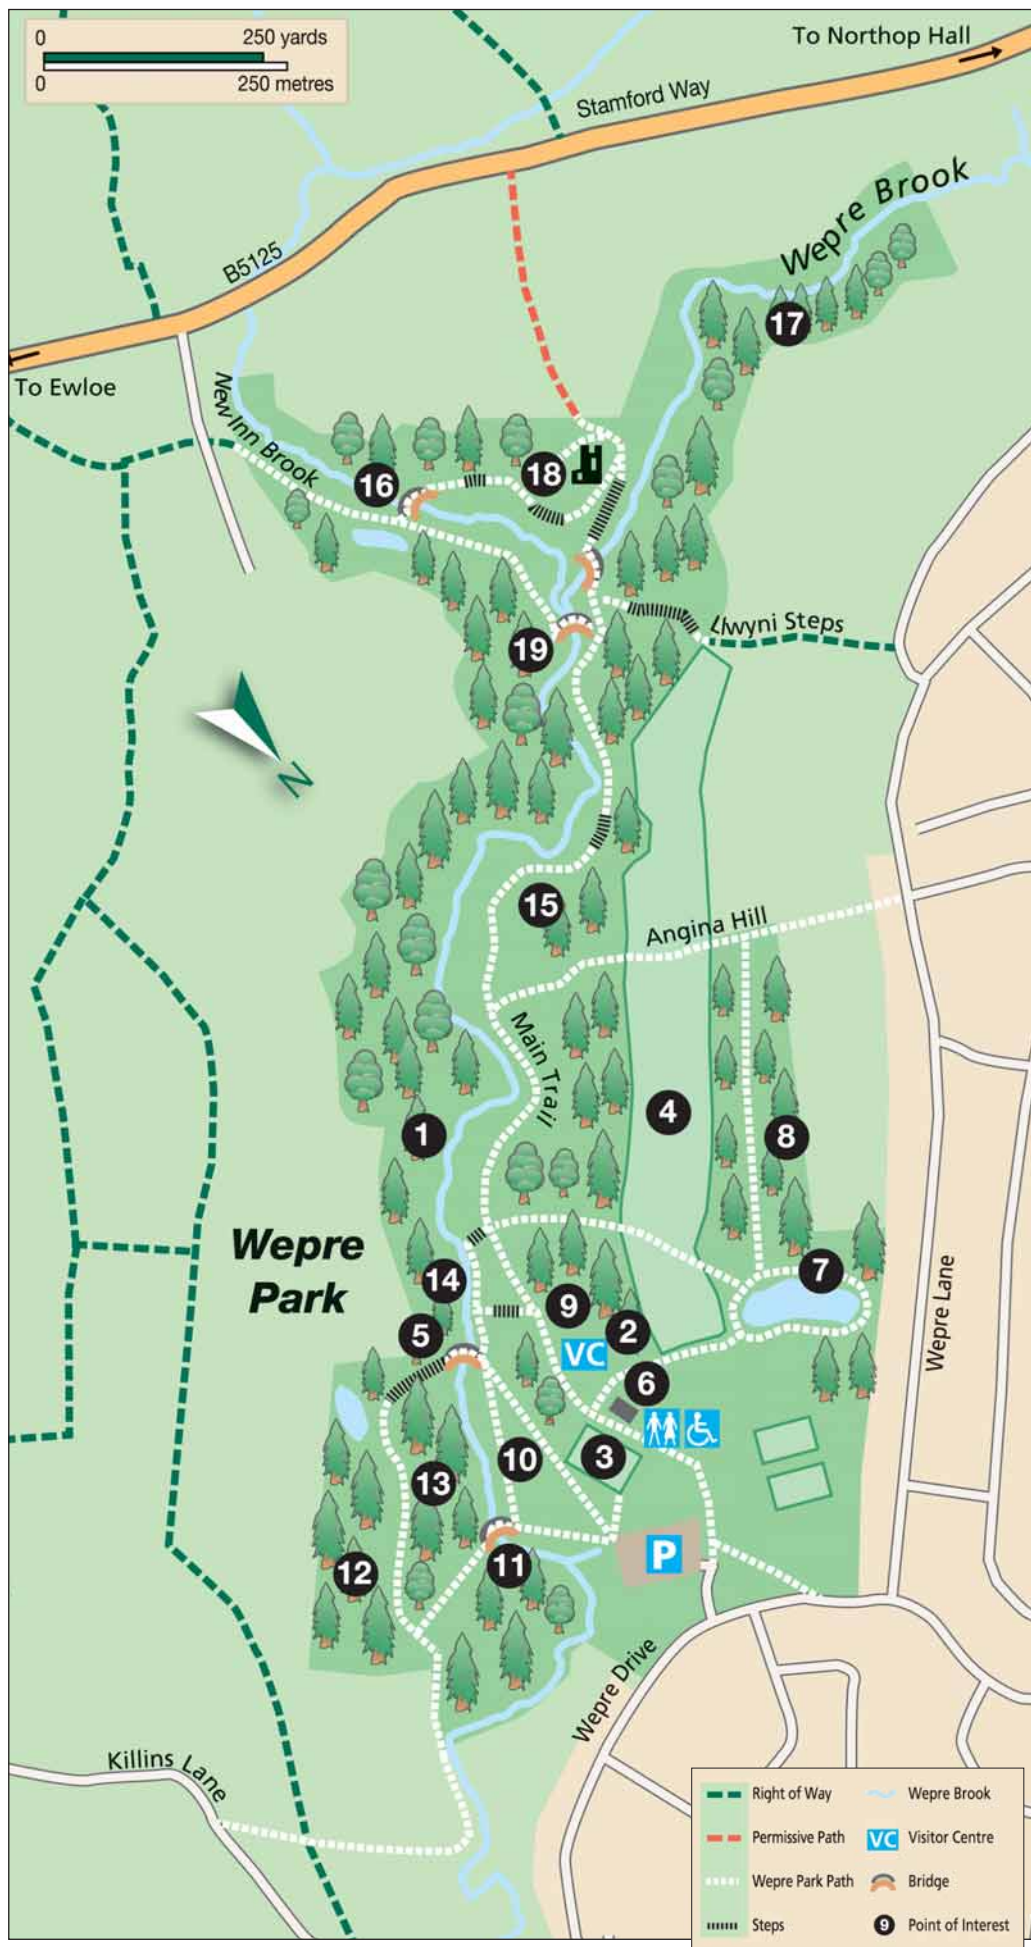 0 250 yards
0 250 metres
To Northop Hall
Stamford Way
Wepre Brook
B5125
17
To Ewloe
New Inn Brook
18
16
Llwyni Steps
19
N
15
Angina Hill
Main Trail
4
1
8
Wepre
Park
7
14
9
2
5
VC
Wepre Lane
6
3
10
13
P
11
12
Wepre Drive
Killins Lane
Right of Way
Wepre Brook
Permissive Path
VC Visitor Centre
Wepre Park Path
Bridge
Steps
9 Point of Interest